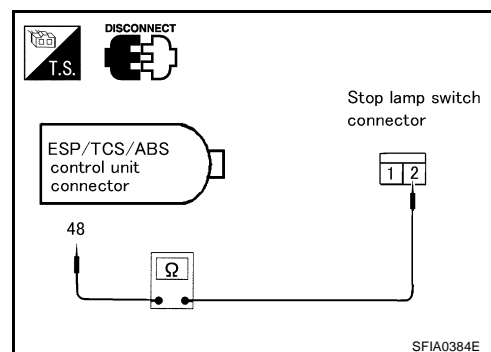 T.S.
DISCONNECT
Stop lamp switch
connector
ESP/TCS/ABS
control unit
connector
1 2
48
Ω
SFIA0384E